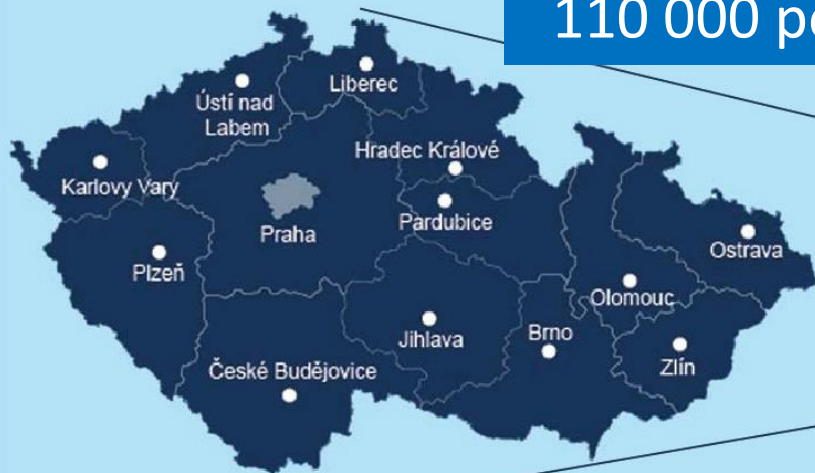 110 000
Liberec
Ústí nad
Labem
Hradec Králové
Karlovy Vary
Pardubice
Praha
Ostrava
Plzeň
Olomouc
Jihlava
Brno
Zlín
České Budějovice